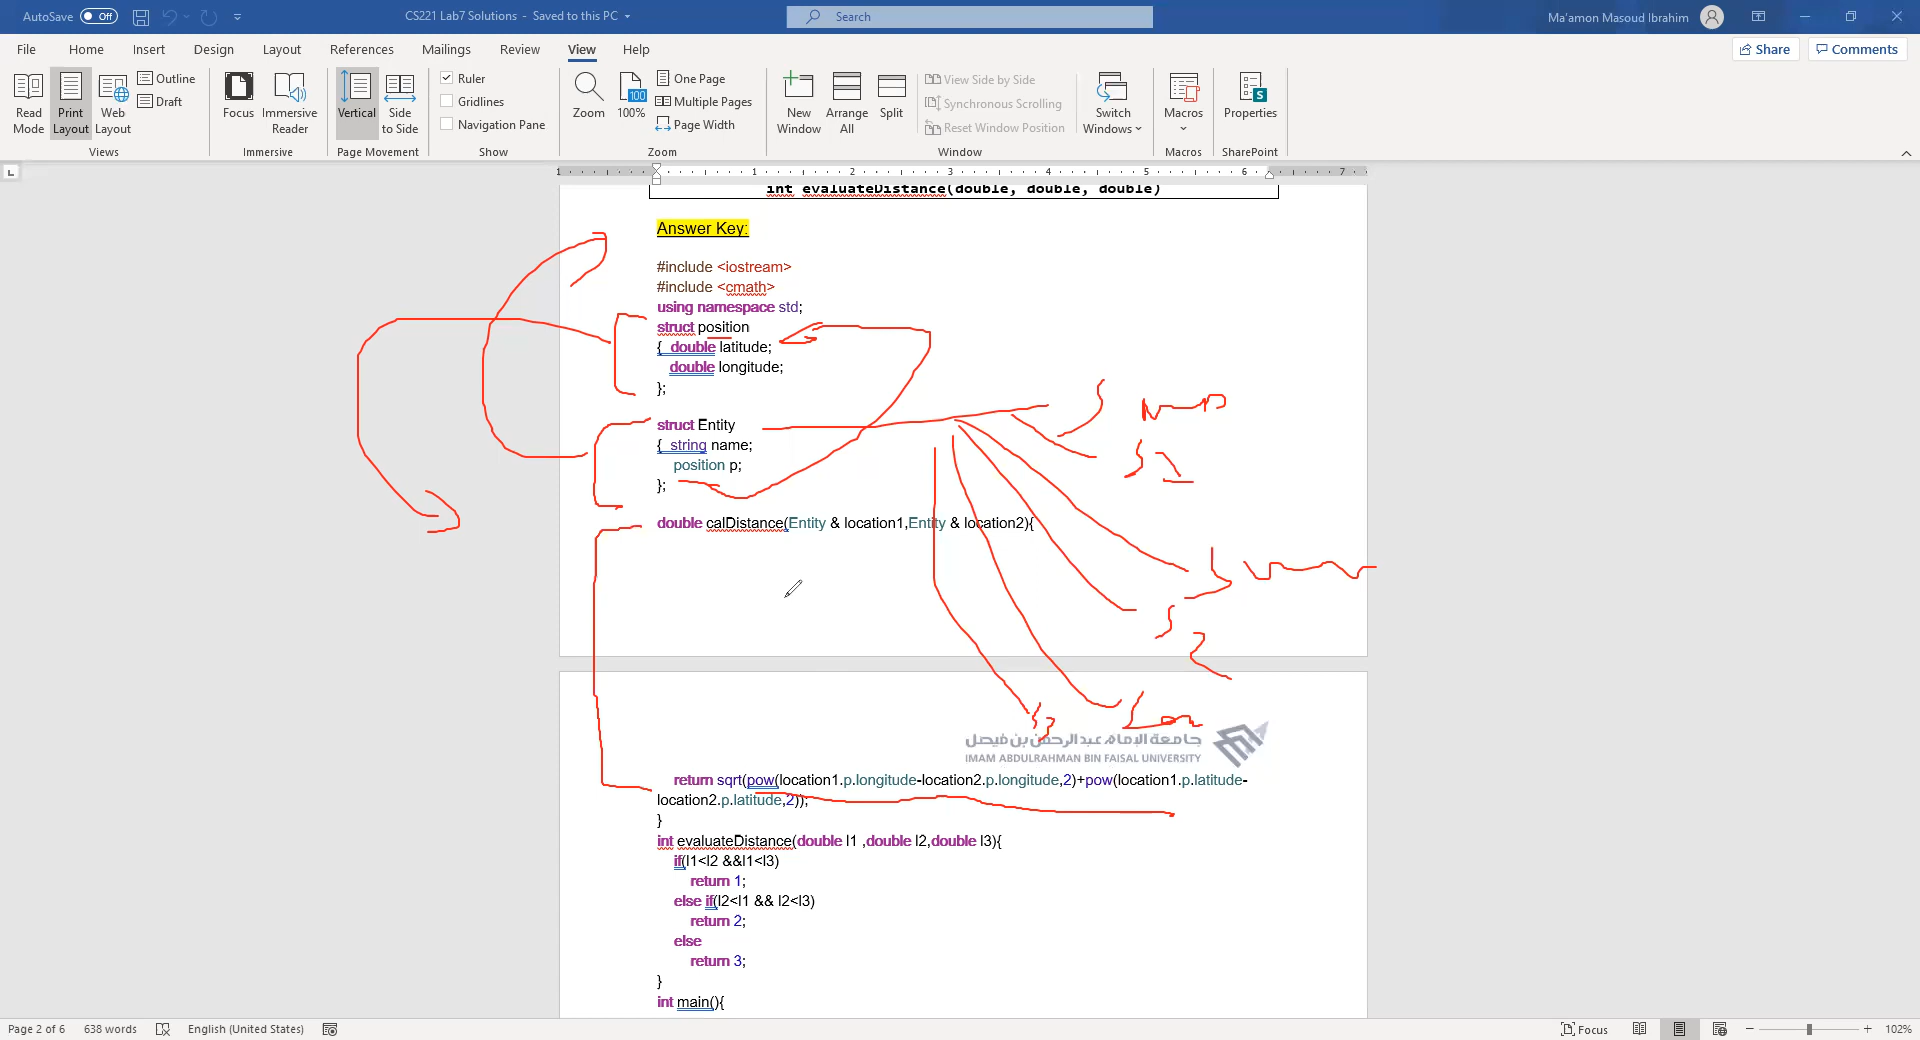 AutoSave Off CS221 Lab7 Solutions - Saved to this PC Search Ma'amon Masoud Ibrahim
File Home Insert Design Layout References Mailings Review View Help Share Comments
Read Mode
Print Layout
Web Layout
Outline
Draft
Views
Focus
Immersive Reader
Immersive
Vertical
Side to Side
Page Movement
Ruler
Gridlines
Navigation Pane
Show
Zoom
100
100%
One Page
Multiple Pages
Page Width
Zoom
New Window
Arrange All
Split
View Side by Side
Synchronous Scrolling
Reset Window Position
Switch Windows
Window
Macros
Macros
Properties
SharePoint
1 1 2 3 4 5 6 7
int evaluateDistance(double, double, double)
Answer Key:
#include <iostream>
#include <cmath>
using namespace std;
struct position
{ double latitude;
double longitude;
};
struct Entity
{ string name;
position p;
};
double calDistance(Entity & location1,Entity & location2){
جامعة الإمام عبدالرحمن بن فيصل
IMAM ABDULRAHMAN BIN FAISAL UNIVERSITY
return sqrt(pow(location1.p.longitude-location2.p.longitude,2)+pow(location1.p.latitude-
location2.p.latitude,2));
}
int evaluateDistance(double l1 ,double l2,double l3){
if(l1<l2 &&l1<l3)
return 1;
else if(l2<l1 && l2<l3)
return 2;
else
return 3;
}
int main(){
Page 2 of 6 638 words English (United States) Focus 102%